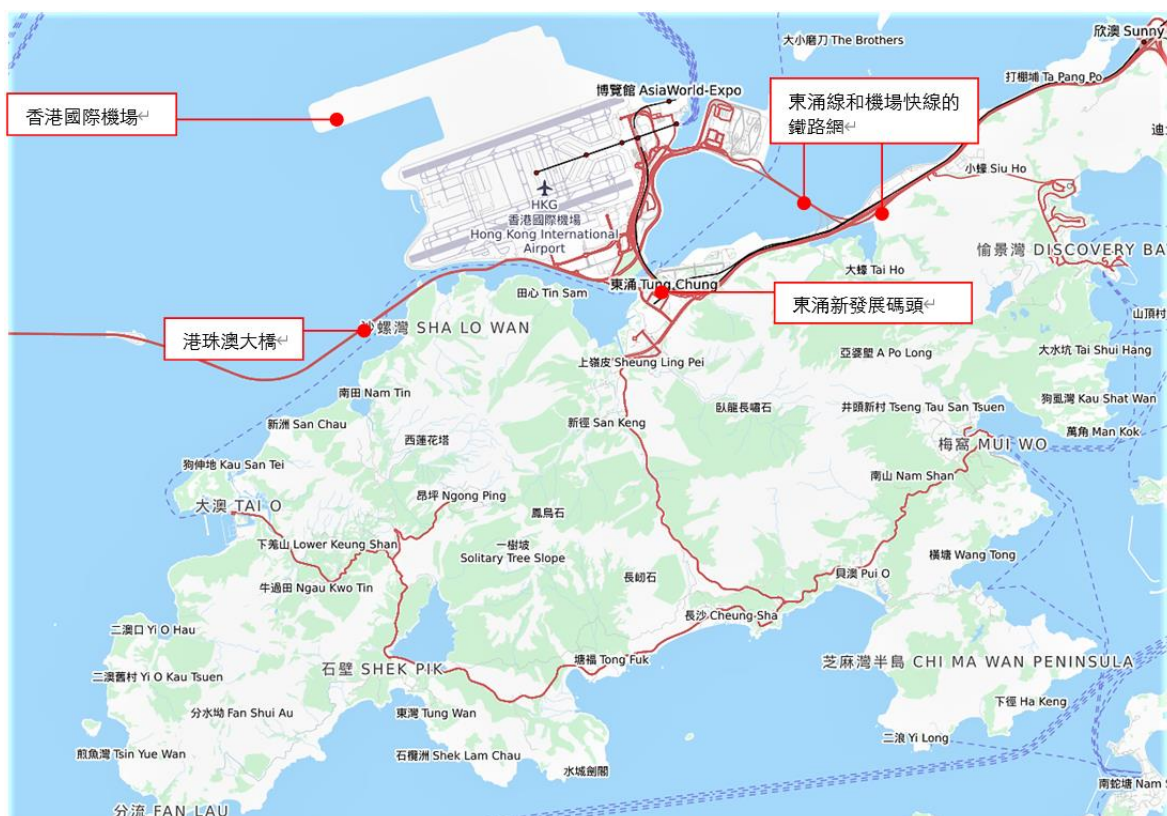 大小磨刀 The Brothers
欣澳 Sunny
打棚埔 Ta Pang Po
博覽館 AsiaWorld-Expo
東涌線和機場快線的
鐵路網
香港國際機場
迪
小蠔 Siu Ho
HKG
香港國際機場
Hong Kong International
Airport
愉景灣 DISCOVERY BA
大蠔 Tai Ho
東涌 Tung Chung
田心 Tin Sam
東涌新發展碼頭
山頂村
港珠澳大橋
沙螺灣 SHA LO WAN
亞婆塱 A Po Long
大水坑 Tai Shui Hang
上嶺皮 Sheung Ling Pei
南田 Nam Tin
狗虱灣 Kau Shat Wan
臥龍長嘯石
井頭新村 Tseng Tau San Tsuen
新洲 San Chau
新徑 San Keng
萬角 Man Kok
西蓮花塔
梅窩 MUI WO
狗伸地 Kau San Tei
南山 Nam Shan
昂坪 Ngong Ping
大澳 TAI O
鳳鳥石
下羗山 Lower Keung Shan
一樹坡
Solitary Tree Slope
橫塘 Wang Tong
長蚓石
貝澳 Pui O
牛過田 Ngau Kwo Tin
長沙 Cheung-Sha
二澳口 Yi O Hau
塘福 Tong Fuk
芝麻灣半島 CHI MA WAN PENINSULA
石壁 SHEK PIK
二澳舊村 Yi O Kau Tsuen
下徑 Ha Keng
分水坳 Fan Shui Au
東灣 Tung Wan
二浪 Yi Long
煎魚灣 Tsin Yue Wan
石欖洲 Shek Lam Chau
水城劍閣
南蛇塘 Nam S
分流 FAN LAU